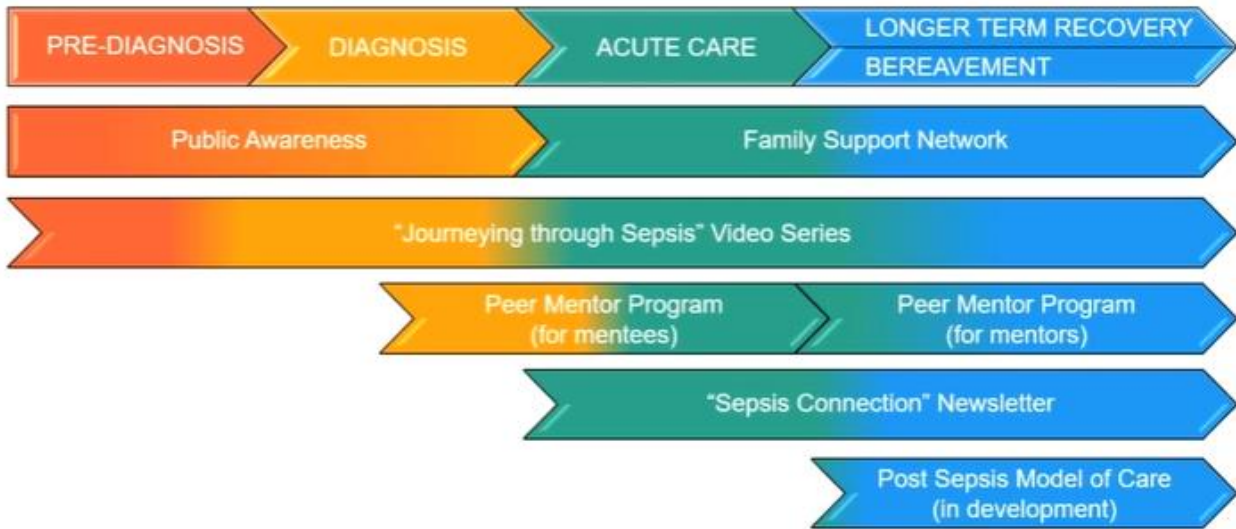 PRE-DIAGNOSIS
DIAGNOSIS
ACUTE CARE
LONGER TERM RECOVERY
BEREAVEMENT
Public Awareness
Family Support Network
“Journeying through Sepsis” Video Series
Peer Mentor Program
(for mentees)
Peer Mentor Program
(for mentors)
“Sepsis Connection” Newsletter
Post Sepsis Model of Care
(in development)